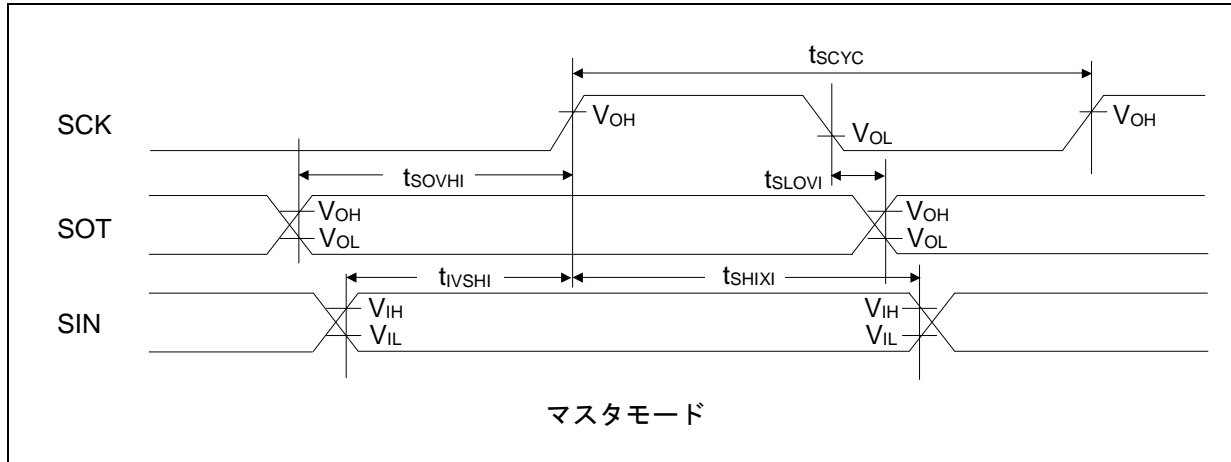 tSCYC
SCK
VOH
VOL
VOH
tSOVHI
tSLOVI
SOT
VOH
VOL
VOH
VOL
tIVSHI
tSHIXI
SIN
VIH
VIL
VIH
VIL
マスタモード